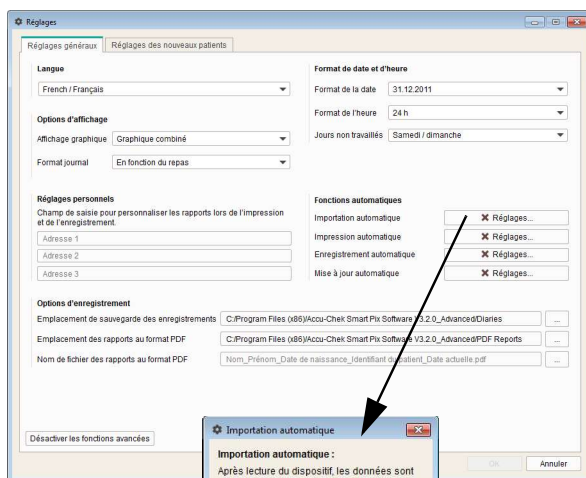 Réglages
Réglages généraux
Réglages des nouveaux patients
Langue
French / Français
Options d'affichage
Affichage graphique Graphique combiné
Format journal En fonction du repas
Format de date et d'heure
Format de la date 31.12.2011
Format de l'heure 24 h
Jours non travaillés Samedi / dimanche
Réglages personnels
Champ de saisie pour personnaliser les rapports lors de l'impression
et de l'enregistrement.
Adresse 1
Adresse 2
Adresse 3
Fonctions automatiques
Importation automatique Réglages...
Impression automatique Réglages...
Enregistrement automatique Réglages...
Mise à jour automatique Réglages...
Options d'enregistrement
Emplacement de sauvegarde des enregistrements C:/Program Files (x86)/Accu-Chek Smart Pix Software V3.2.0_Advanced/Diaries ...
Emplacement des rapports au format PDF C:/Program Files (x86)/Accu-Chek Smart Pix Software V3.2.0_Advanced/PDF Reports ...
Nom de fichier des rapports au format PDF Nom_Prénom_Date de naissance_Identifiant du patient_Date actuelle.pdf ...
Désactiver les fonctions avancées
Importation automatique
Importation automatique :
Après lecture du dispositif, les données sont
OK Annuler